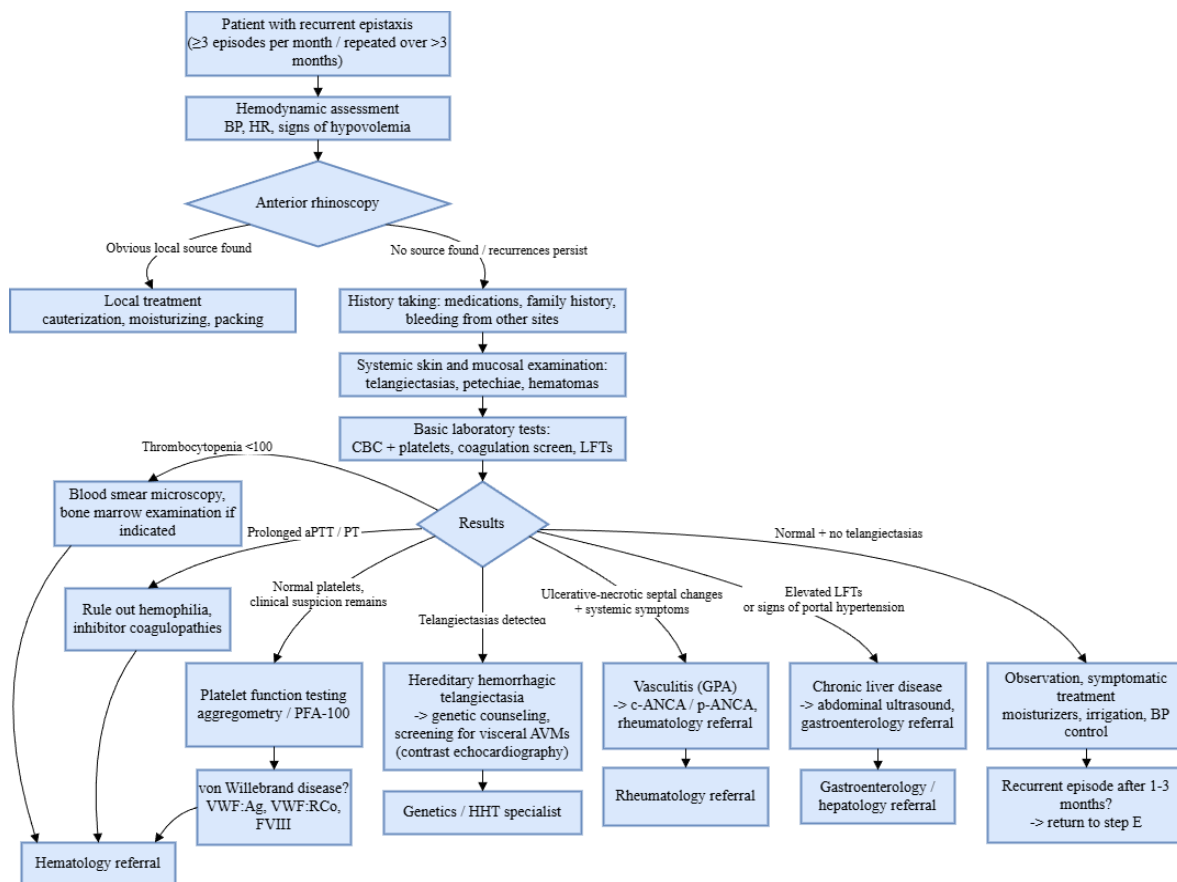 Patient with recurrent epistaxis
(≥3 episodes per month / repeated over >3
months)
Hemodynamic assessment
BP, HR, signs of hypovolemia
Anterior rhinoscopy
Obvious local source found
No source found / recurrences persist
Local treatment
cauterization, moisturizing, packing
History taking: medications, family history,
bleeding from other sites
Systemic skin and mucosal examination:
telangiectasias, petechiae, hematomas
Basic laboratory tests:
CBC + platelets, coagulation screen, LFTs
Thrombocytopenia <100
Blood smear microscopy,
bone marrow examination if
indicated
Results
Prolonged aPTT / PT
Normal + no telangiectasias
Normal platelets,
clinical suspicion remains
Ulcerative-necrotic septal changes
+ systemic symptoms
Elevated LFTs
or signs of portal hypertension
Telangiectasias detected
Rule out hemophilia,
inhibitor coagulopathies
Platelet function testing
aggregometry / PFA-100
Hereditary hemorrhagic
telangiectasia
-> genetic counseling,
screening for visceral AVMs
(contrast echocardiography)
Vasculitis (GPA)
-> c-ANCA / p-ANCA,
rheumatology referral
Chronic liver disease
-> abdominal ultrasound,
gastroenterology referral
Observation, symptomatic
treatment
moisturizers, irrigation, BP
control
von Willebrand disease?
VWF:Ag, VWF:RCo,
FVIII
Genetics / HHT specialist
Rheumatology referral
Gastroenterology /
hepatology referral
Recurrent episode after 1-3
months?
-> return to step E
Hematology referral